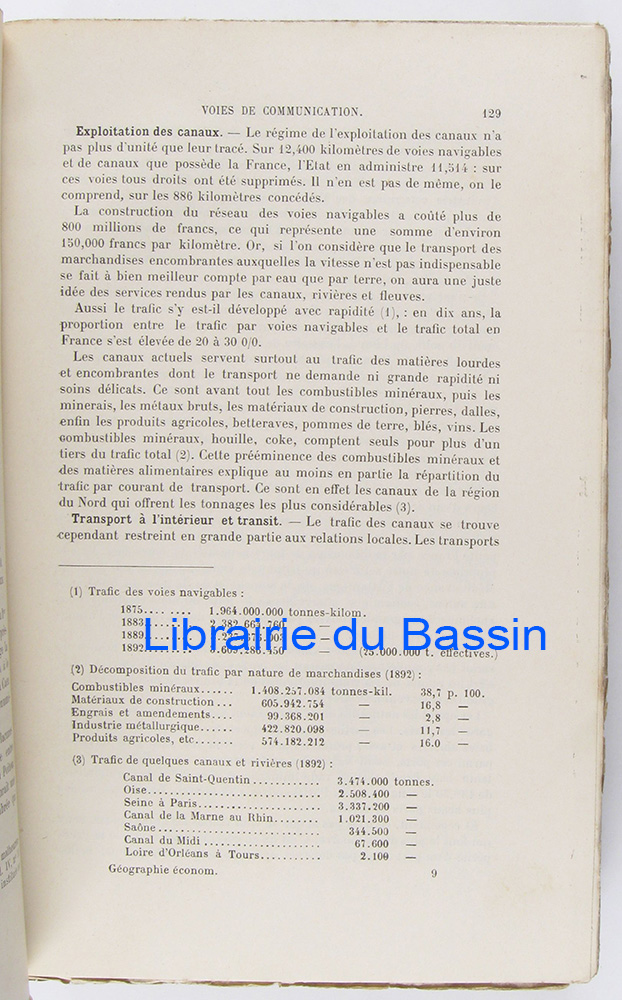 VOIES DE COMMUNICATION. 129
Exploitation des canaux. — Le régime de l'exploitation des canaux n'a
pas plus d'unité que leur tracé. Sur 12,400 kilomètres de voies navigables
et de canaux que possède la France, l'Etat en administre 11,514 : sur
ces voies tous droits ont été supprimés. Il n'en est pas de même, on le
comprend, sur les 886 kilomètres concédés.
La construction du réseau des voies navigables a coûté plus de
800 millions de francs, ce qui représente une somme d'environ
150,000 francs par kilomètre. Or, si l'on considère que le transport des
marchandises encombrantes auxquelles la vitesse n'est pas indispensable
se fait à bien meilleur compte par eau que par terre, on aura une juste
idée des services rendus par les canaux, rivières et fleuves.
Aussi le trafic s'y est-il développé avec rapidité (1), : en dix ans, la
proportion entre le trafic par voies navigables et le trafic total en
France s'est élevée de 20 à 30 0/0.
Les canaux actuels servent surtout au trafic des matières lourdes
et encombrantes dont le transport ne demande ni grande rapidité ni
soins délicats. Ce sont avant tout les combustibles minéraux, puis les
minerais, les métaux bruts, les matériaux de construction, pierres, dalles,
enfin les produits agricoles, betteraves, pommes de terre, blés, vins. Les
combustibles minéraux, houille, coke, comptent seuls pour plus d'un
tiers du trafic total (2). Cette prééminence des combustibles minéraux et
des matières alimentaires explique au moins en partie la répartition du
trafic par courant de transport. Ce sont en effet les canaux de la région
du Nord qui offrent les tonnages les plus considérables (3).
Transport à l'intérieur et transit. — Le trafic des canaux se trouve
cependant restreint en grande partie aux relations locales. Les transports
(1) Trafic des voies navigables :
1875........ 1.964.000.000 tonnes-kilom.
1883 —
1889 —
1892 — (25.000.000 t. effectives.)
Librairie du Bassin
(2) Décomposition du trafic par nature de marchandises (1892) :
Combustibles minéraux...... 1.408.257.084 tonnes-kil. 38,7 p. 100.
Matériaux de construction ... 605.942.754 — 16,8 —
Engrais et amendements.... 99.368.201 — 2,8 —
Industrie métallurgique...... 422.820.098 — 11,7 —
Produits agricoles, etc....... 574.182.212 — 16.0 —
(3) Trafic de quelques canaux et rivières (1892) :
Canal de Saint-Quentin............ 3.474.000 tonnes.
Oise................................ 2.508.400 —
Seine à Paris...................... 3.337.200 —
Canal de la Marne au Rhin........ 1.021.300 —
Saône.............................. 344.500 —
Canal du Midi..................... 67.600 —
Loire d'Orléans à Tours........... 2.100 —
Géographie économ. 9